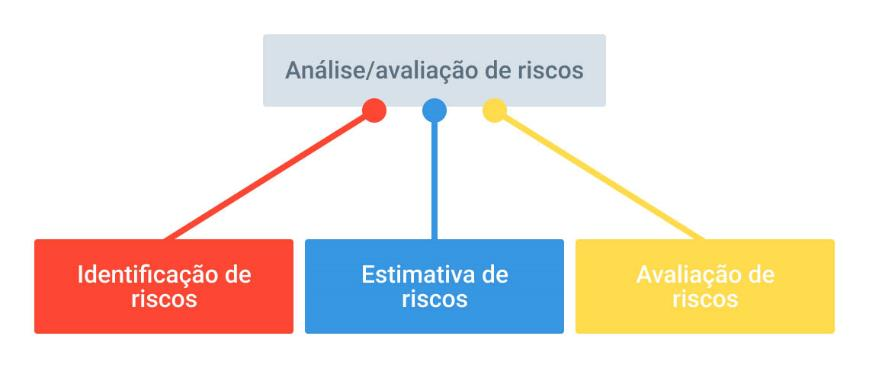 Análise/avaliação de riscos
Identificação de
riscos
Estimativa de
riscos
Avaliação de
riscos